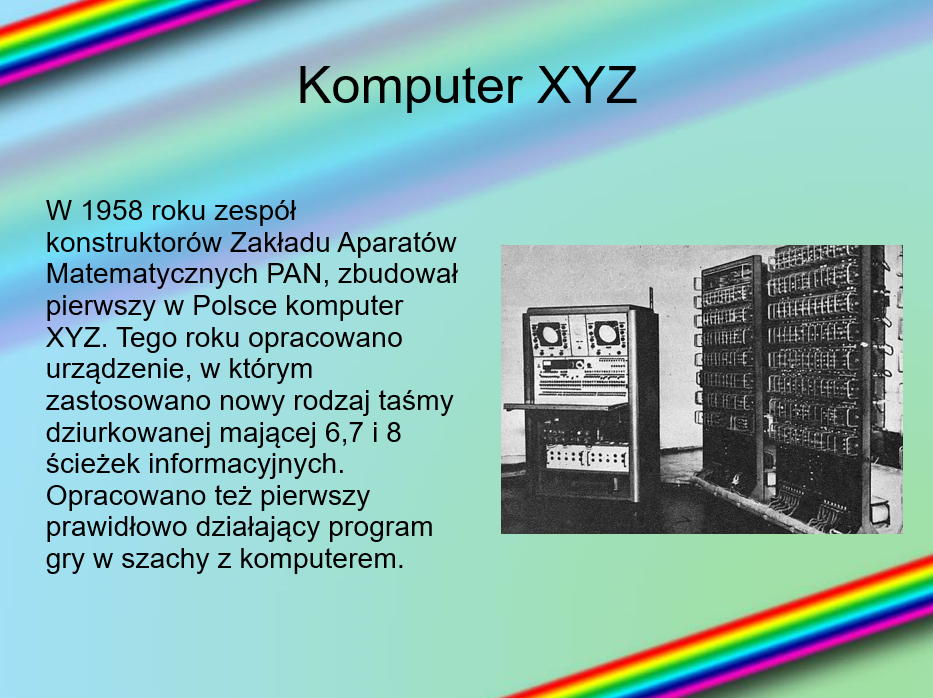 Komputer XYZ
W 1958 roku zespół
konstruktorów Zakładu Aparatów
Matematycznych PAN, zbudował
pierwszy w Polsce komputer
XYZ. Tego roku opracowano
urządzenie, w którym
zastosowano nowy rodzaj taśmy
dziurkowanej mającej 6,7 i 8
ścieżek informacyjnych.
Opracowano też pierwszy
prawidłowo działający program
gry w szachy z komputerem.